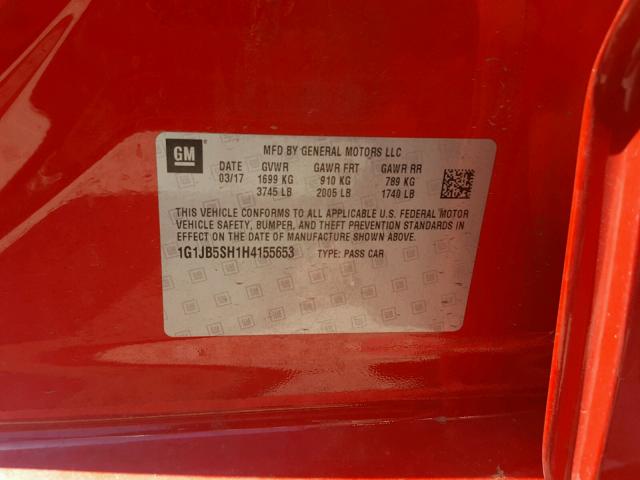 GM
MFD BY GENERAL MOTORS LLC
DATE GVWR GAWR FRT GAWR RR
03/17 1699 KG 910 KG 789 KG
3745 LB 2005 LB 1740 LB
THIS VEHICLE CONFORMS TO ALL APPLICABLE U.S. FEDERAL MOTOR
VEHICLE SAFETY, BUMPER, AND THEFT PREVENTION STANDARDS IN
EFFECT ON THE DATE OF MANUFACTURE SHOWN ABOVE.
1G1JB5SH1H4155653 TYPE: PASS CAR